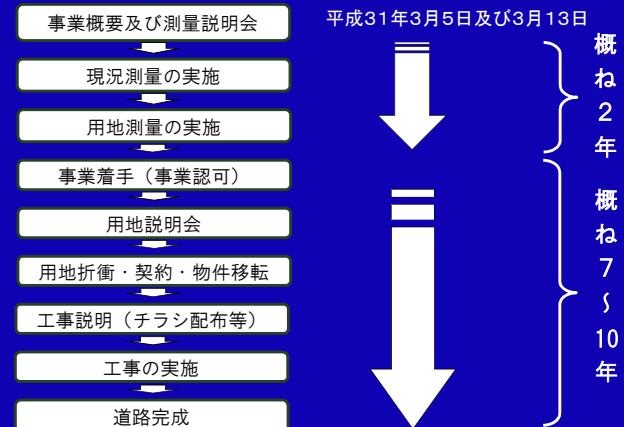 事業概要及び測量説明会
平成31年3月5日及び3月13日
現況測量の実施
用地測量の実施
概ね2年
事業着手（事業認可）
用地説明会
用地折衝・契約・物件移転
工事説明（チラシ配布等）
工事の実施
道路完成
概ね7～10年